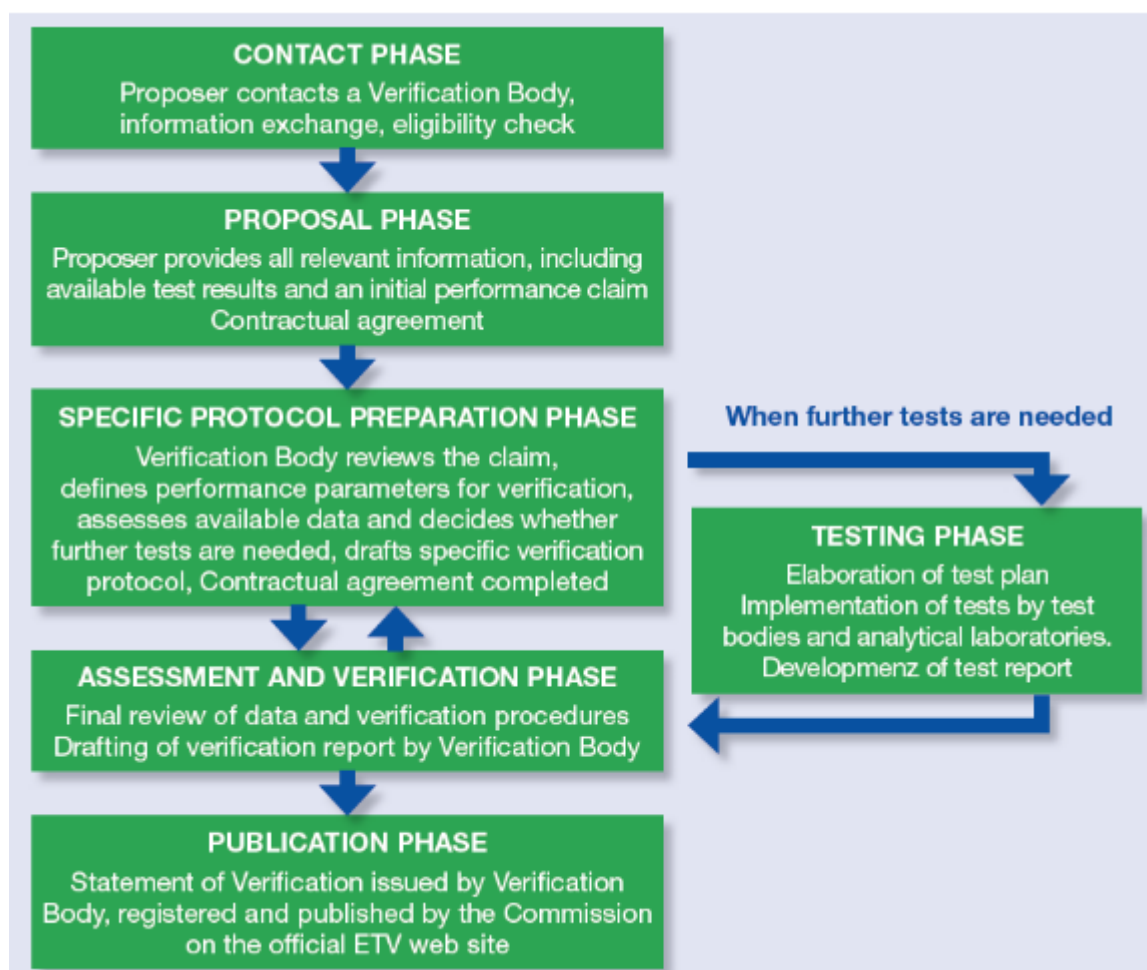 CONTACT PHASE
Proposer contacts a Verification Body,
information exchange, eligibility check
PROPOSAL PHASE
Proposer provides all relevant information, including
available test results and an initial performance claim
Contractual agreement
SPECIFIC PROTOCOL PREPARATION PHASE
Verification Body reviews the claim,
defines performance parameters for verification,
assesses available data and decides whether
further tests are needed, drafts specific verification
protocol, Contractual agreement completed
When further tests are needed
TESTING PHASE
Elaboration of test plan
Implementation of tests by test
bodies and analytical laboratories.
Developmenz of test report
ASSESSMENT AND VERIFICATION PHASE
Final review of data and verification procedures
Drafting of verification report by Verification Body
PUBLICATION PHASE
Statement of Verification issued by Verification
Body, registered and published by the Commission
on the official ETV web site